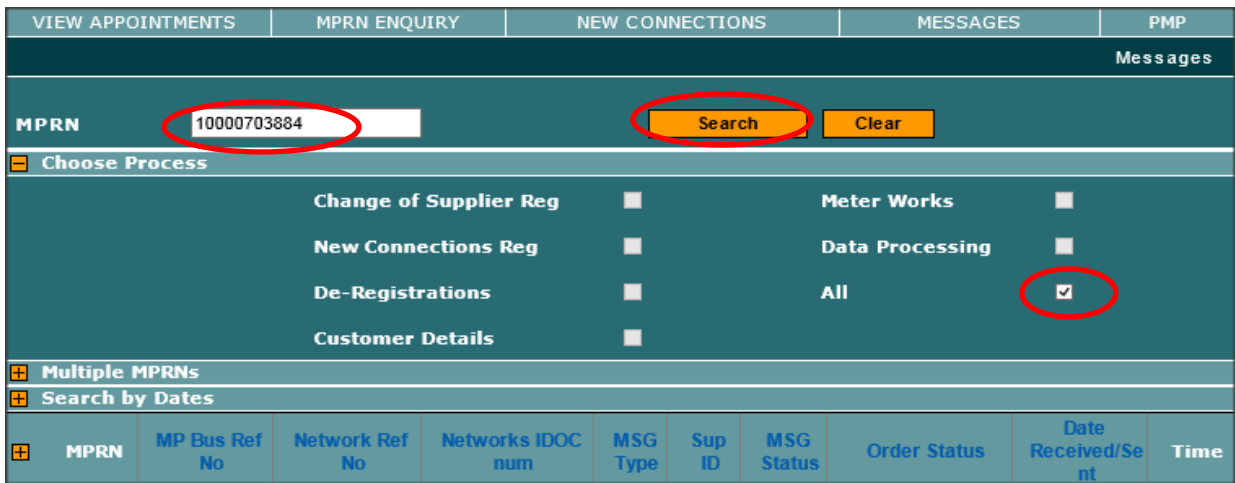 VIEW APPOINTMENTS MPRN ENQUIRY NEW CONNECTIONS MESSAGES PMP
Messages
MPRN 10000703884 Search Clear
Choose Process
Change of Supplier Reg Meter Works
New Connections Reg Data Processing
De-Registrations All
Customer Details
Multiple MPRNs
Search by Dates
MPRN MP Bus Ref No Network Ref No Networks IDOC num MSG Type Sup ID MSG Status Order Status Date Received/Sent Time